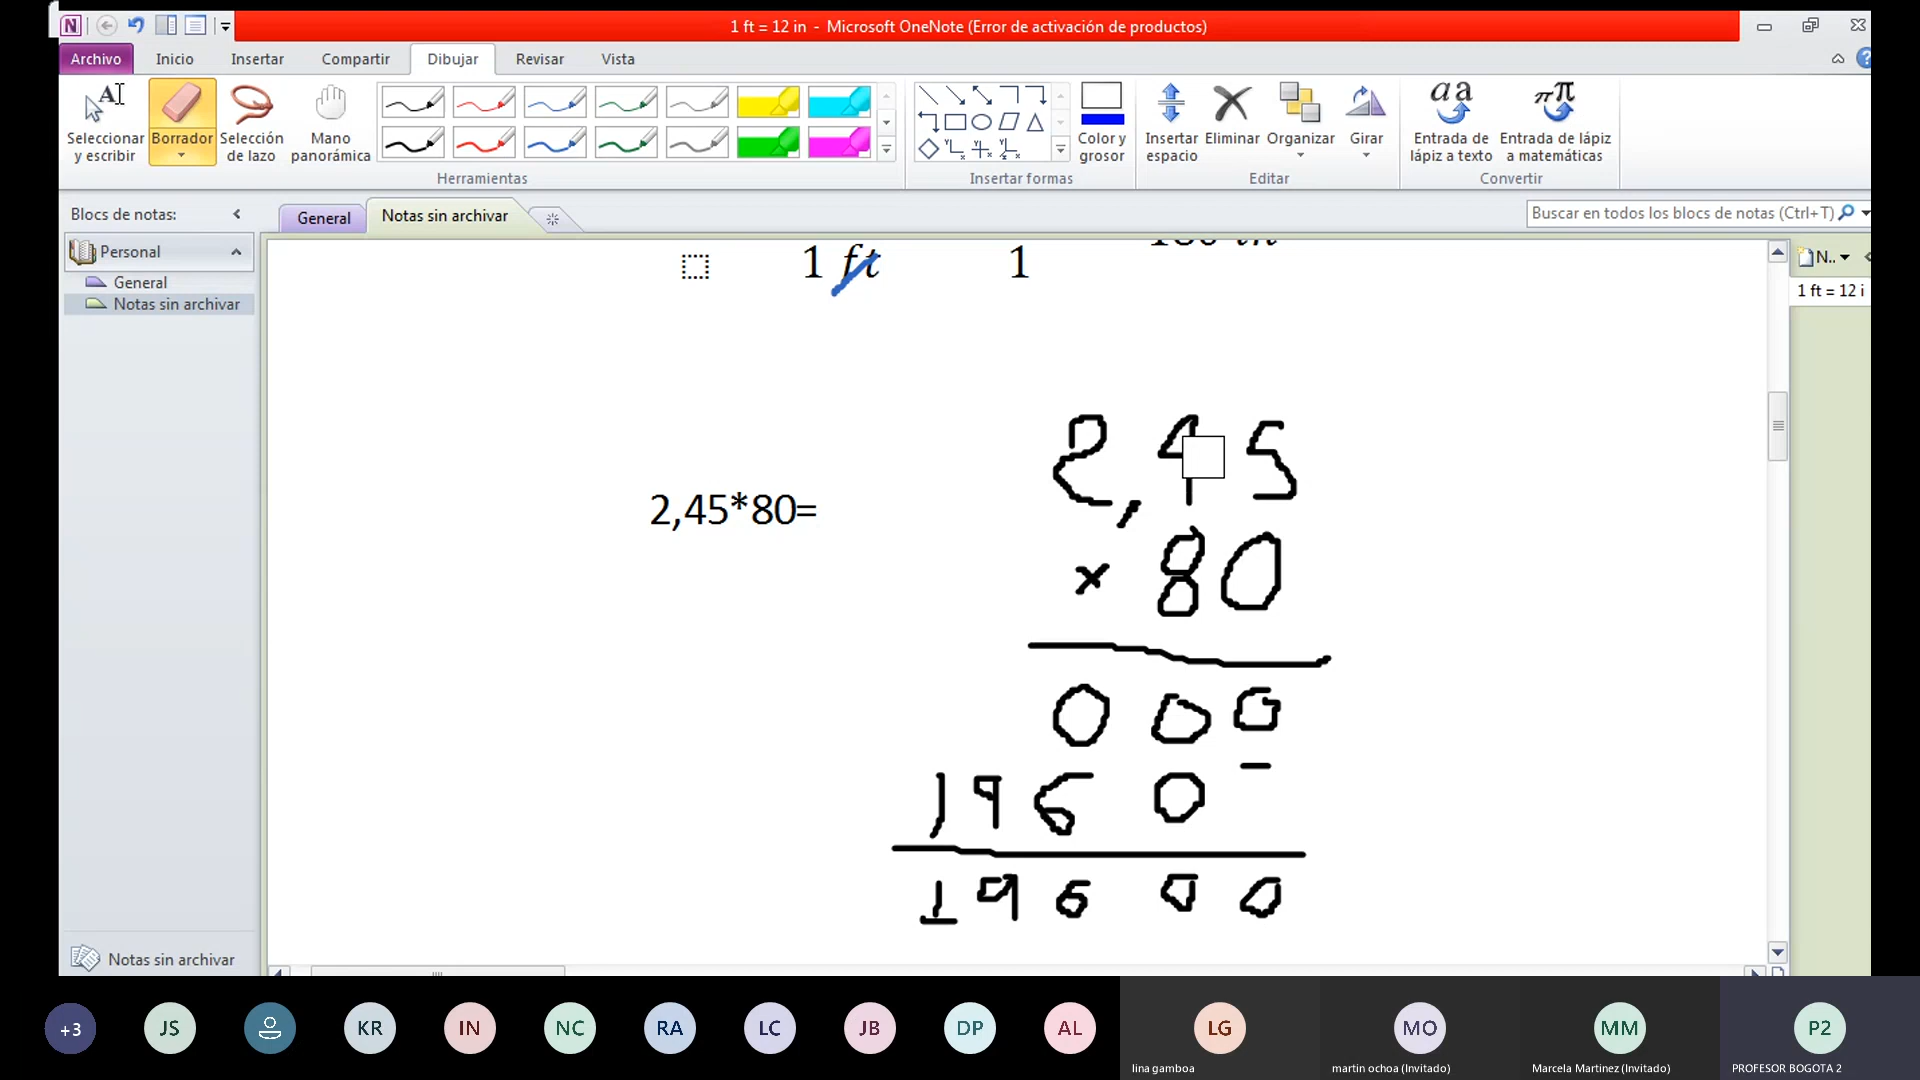 1 ft = 12 in - Microsoft OneNote (Error de activación de productos)
Archivo Inicio Insertar Compartir Dibujar Revisar Vista
Seleccionar y escribir
Borrador
Selección de lazo
Mano panorámica
Color y grosor
Insertar espacio
Eliminar
Organizar
Girar
Entrada de lápiz a texto
Entrada de lápiz a matemáticas
Herramientas
Insertar formas
Editar
Convertir
Blocs de notas:
General
Notas sin archivar
Buscar en todos los blocs de notas (Ctrl+T)
Personal
General
Notas sin archivar
N..
1 ft = 12 i
1 ft 1
2,45*80=
2,45
× 80
000
1960
19600
Notas sin archivar
+3 JS KR IN NC RA LC JB DP AL LG MO MM P2
lina gamboa
martin ochoa (Invitado)
Marcela Martinez (Invitado)
PROFESOR BOGOTA 2